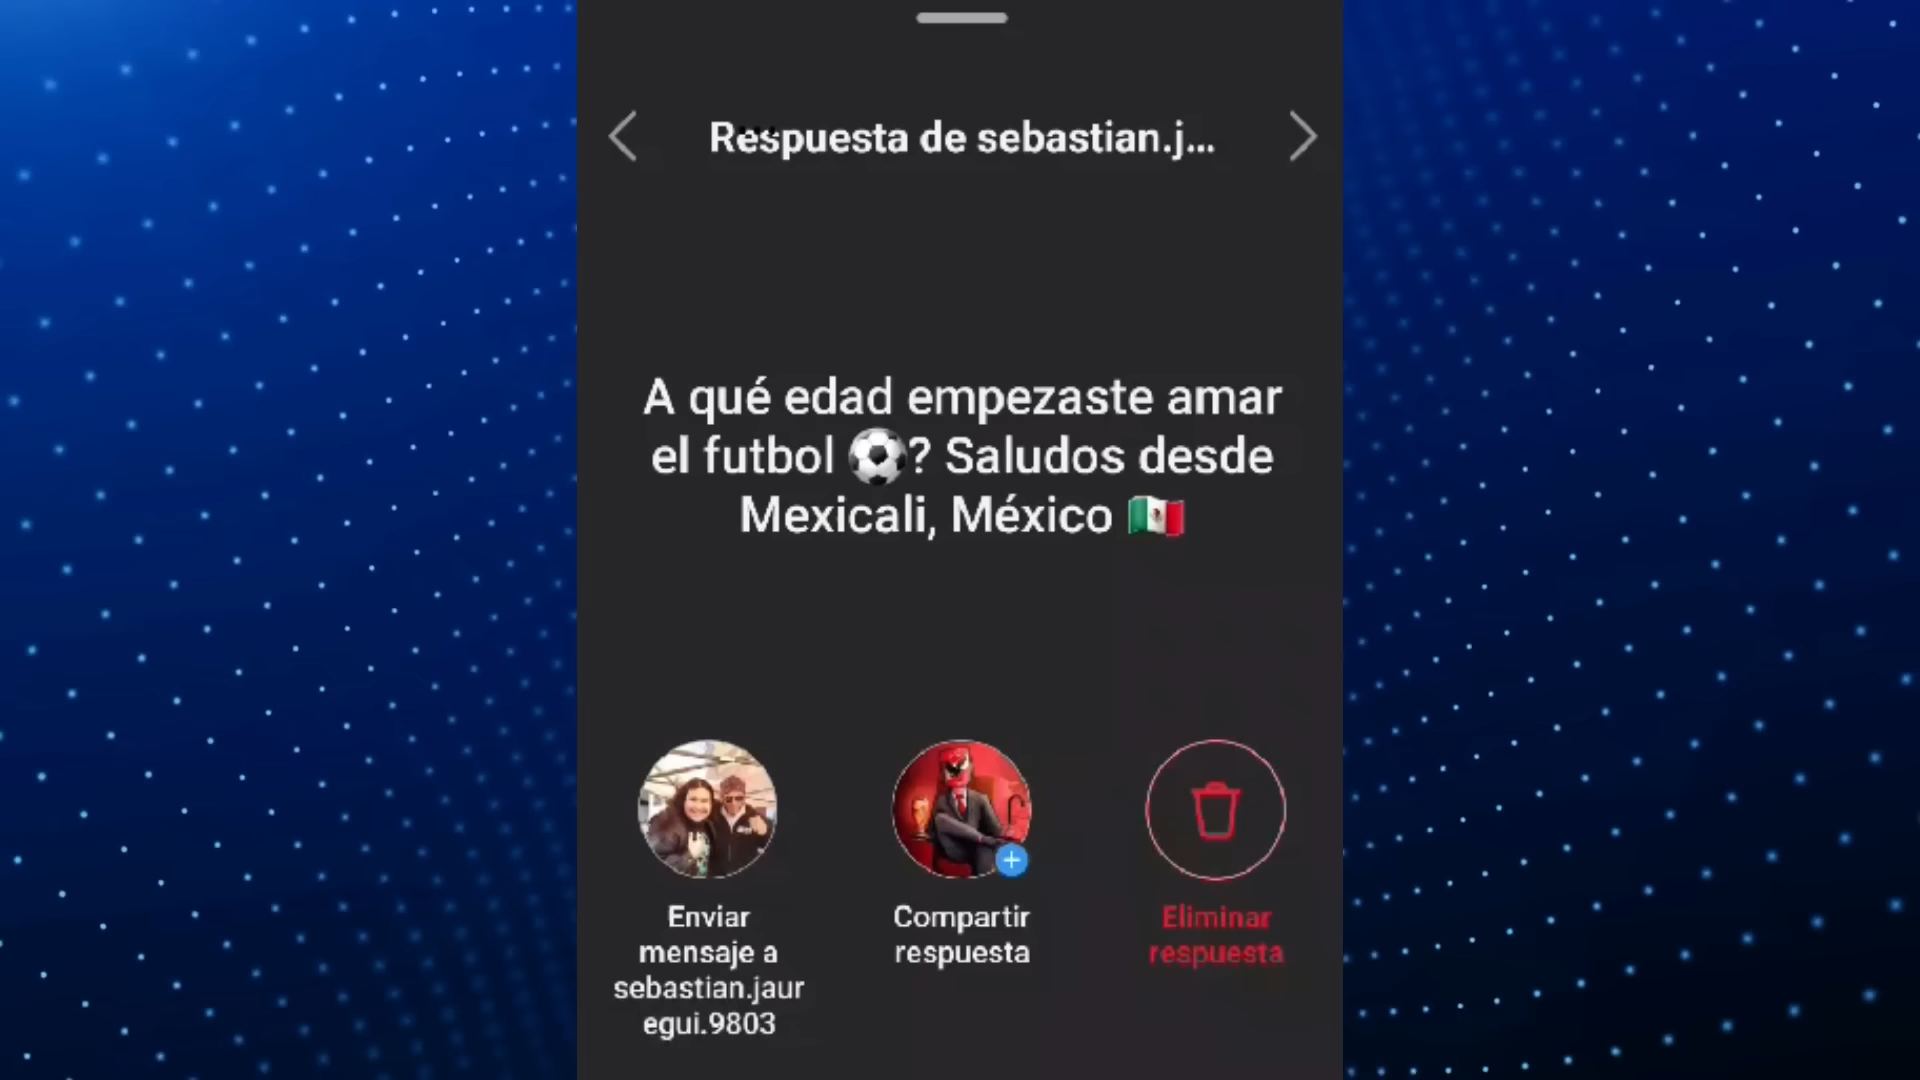 Respuesta de sebastian.j...
A qué edad empezaste amar
el futbol ⚽? Saludos desde
Mexicali, México 🇲🇽
Enviar
mensaje a
sebastian.jaur
egui.9803
Compartir
respuesta
Eliminar
respuesta